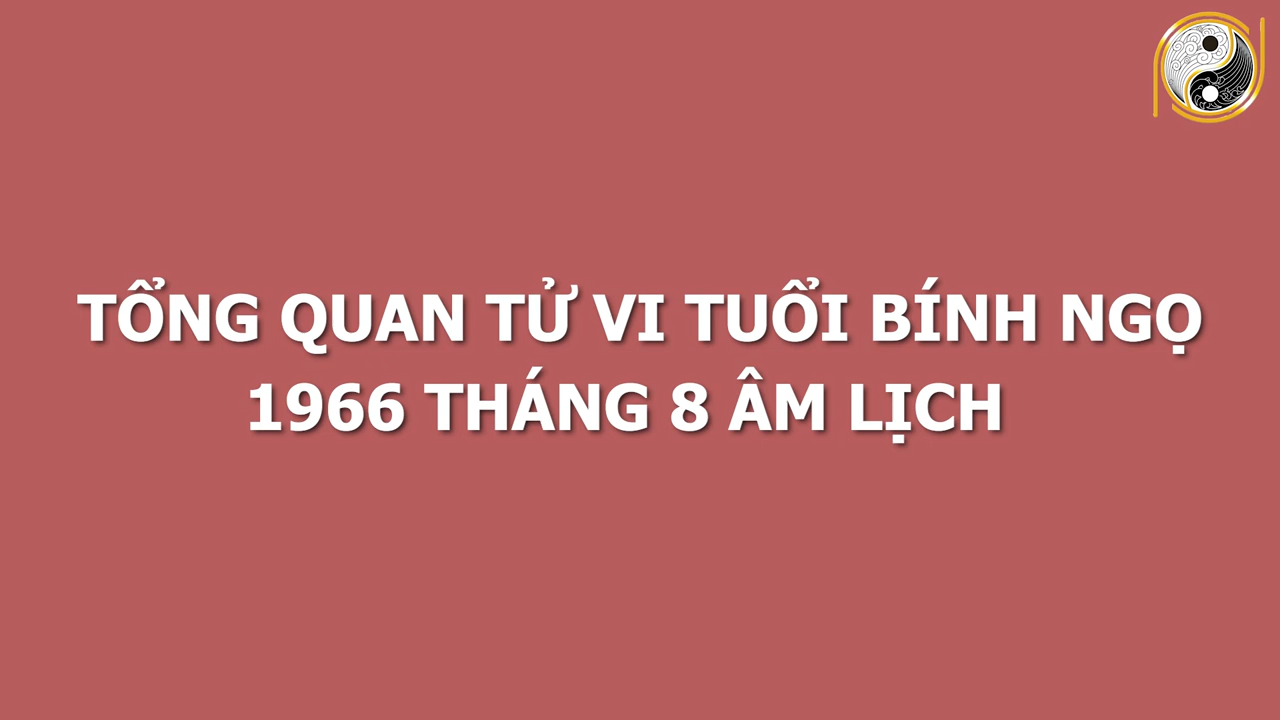 TỔNG QUAN TỬ VI TUỔI BÍNH NGỌ
1966 THÁNG 8 ÂM LỊCH